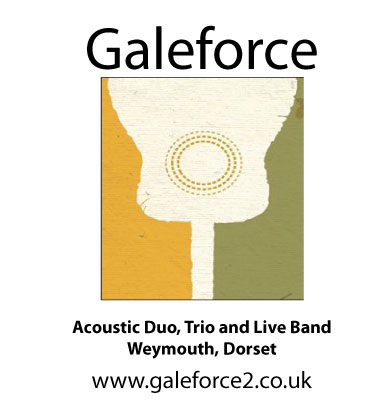 Galeforce
Acoustic Duo, Trio and Live Band
Weymouth, Dorset
www.galeforce2.co.uk